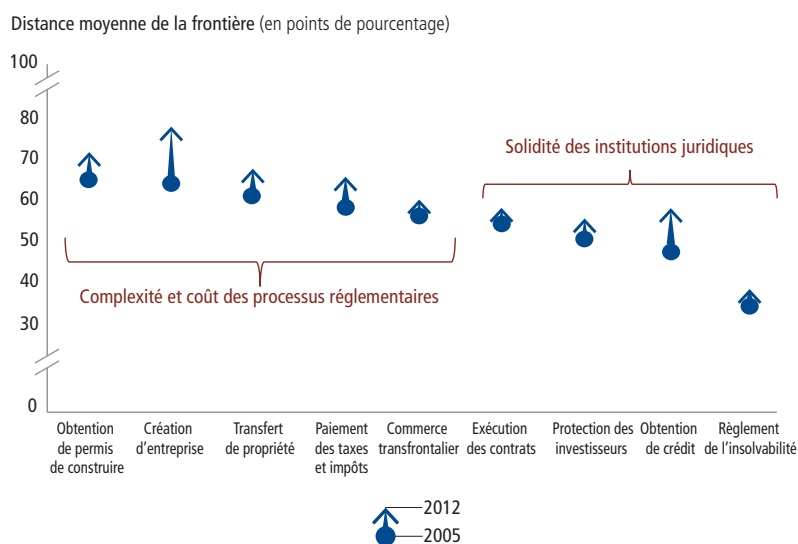 Distance moyenne de la frontière (en points de pourcentage)
100
80
70
60
50
40
30
0
Solidité des institutions juridiques
Complexité et coût des processus réglementaires
Obtention
de permis
de construire
Création
d'entreprise
Transfert
de propriété
Paiement
des taxes
et impôts
Commerce
transfrontalier
Exécution
des contrats
Protection des
investisseurs
Obtention
de crédit
Règlement
de l'insolvabilité
2012
2005